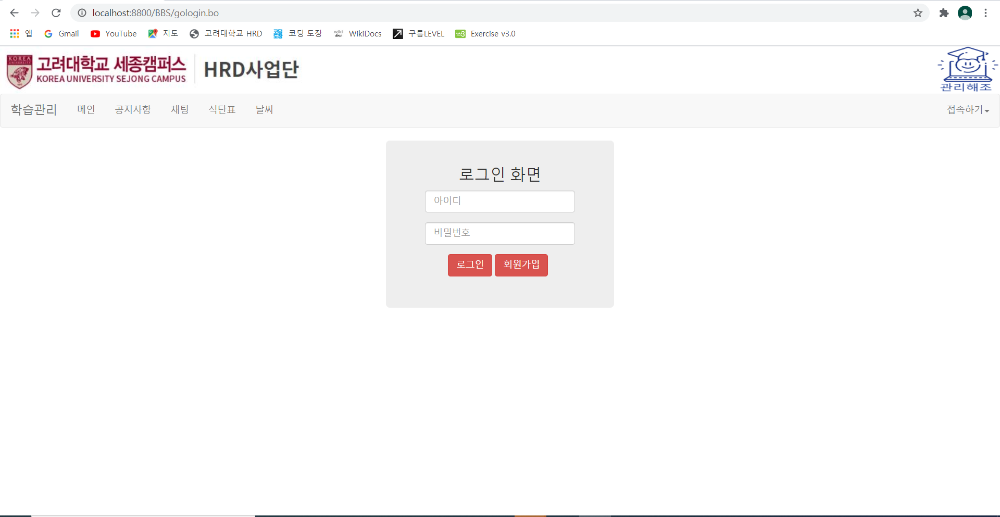 localhost:8800/BBS/gologin.bo
앱 Gmail YouTube 지도 고려대학교 HRD 코딩 도장 WikiDocs 구름LEVEL Exercise v3.0
KOREA
고려대학교 세종캠퍼스
KOREA UNIVERSITY SEJONG CAMPUS
HRD사업단
관리해조
학습관리 메인 공지사항 채팅 식단표 날씨 접속하기
로그인 화면
아이디
비밀번호
로그인 회원가입